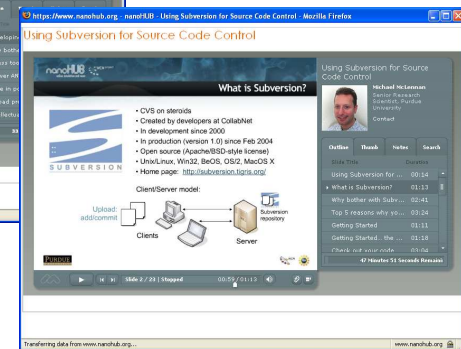 https://www.nanohub.org - nanoHUB - Using Subversion for Source Code Control - Mozilla Firefox
Using Subversion for Source Code Control
nanoHUB
What is Subversion?
SUBVERSION
• CVS on steroids
• Created by developers at CollabNet
• In development since 2000
• In production (version 1.0) since Feb 2004
• Open source (Apache/BSD-style license)
• Unix/Linux, Win32, BeOS, OS/2, MacOS X
• Home page: http://subversion.tigris.org/
Client/Server model:
Upload:
add/commit
Clients
Server
Subversion
repository
PURDUE
Slide 2 / 23 | Stopped
00:59 / 01:13
Using Subversion for Source
Code Control
Michael McLennan
Senior Research
Scientist, Purdue
University
Contact
Outline Thumb Notes Search
Slide Title Duration
Using Subversion for ... 00:14
What is Subversion? 01:13
Why bother with Subv... 02:41
Top 5 reasons why yo... 03:24
Getting Started 01:11
Getting Started.. the ... 01:18
Check out your code 03:04
47 Minutes 51 Seconds Remaini
Transferring data from www.nanohub.org...
www.nanohub.org